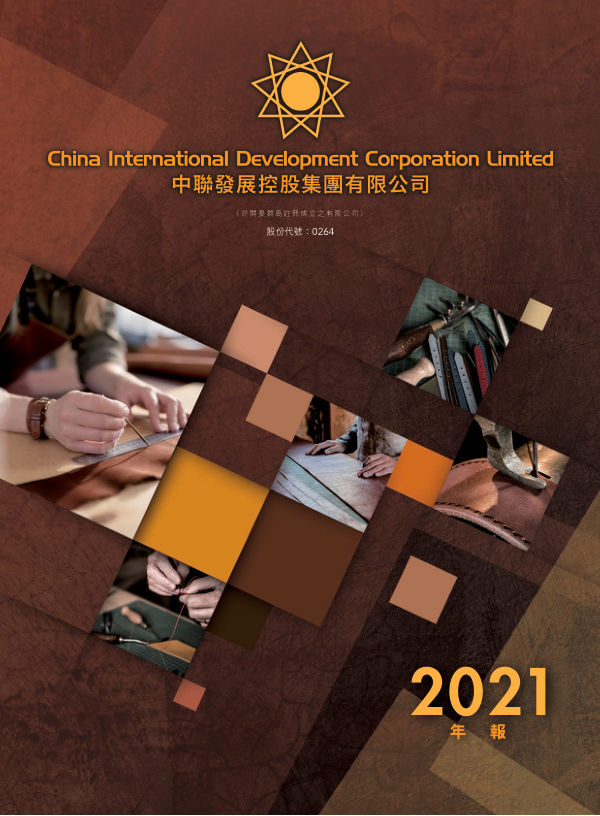 China International Development Corporation Limited
中聯發展控股集團有限公司
(於開曼群島註冊成立之有限公司)
股份代號：0264
2021
年 報